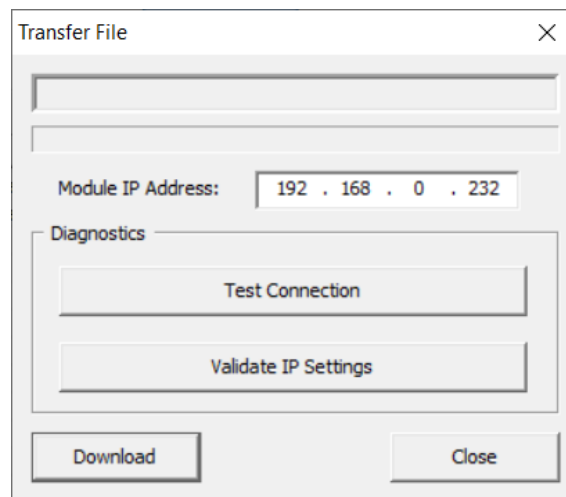 Transfer File
Module IP Address: 192 . 168 . 0 . 232
Diagnostics
Test Connection
Validate IP Settings
Download Close